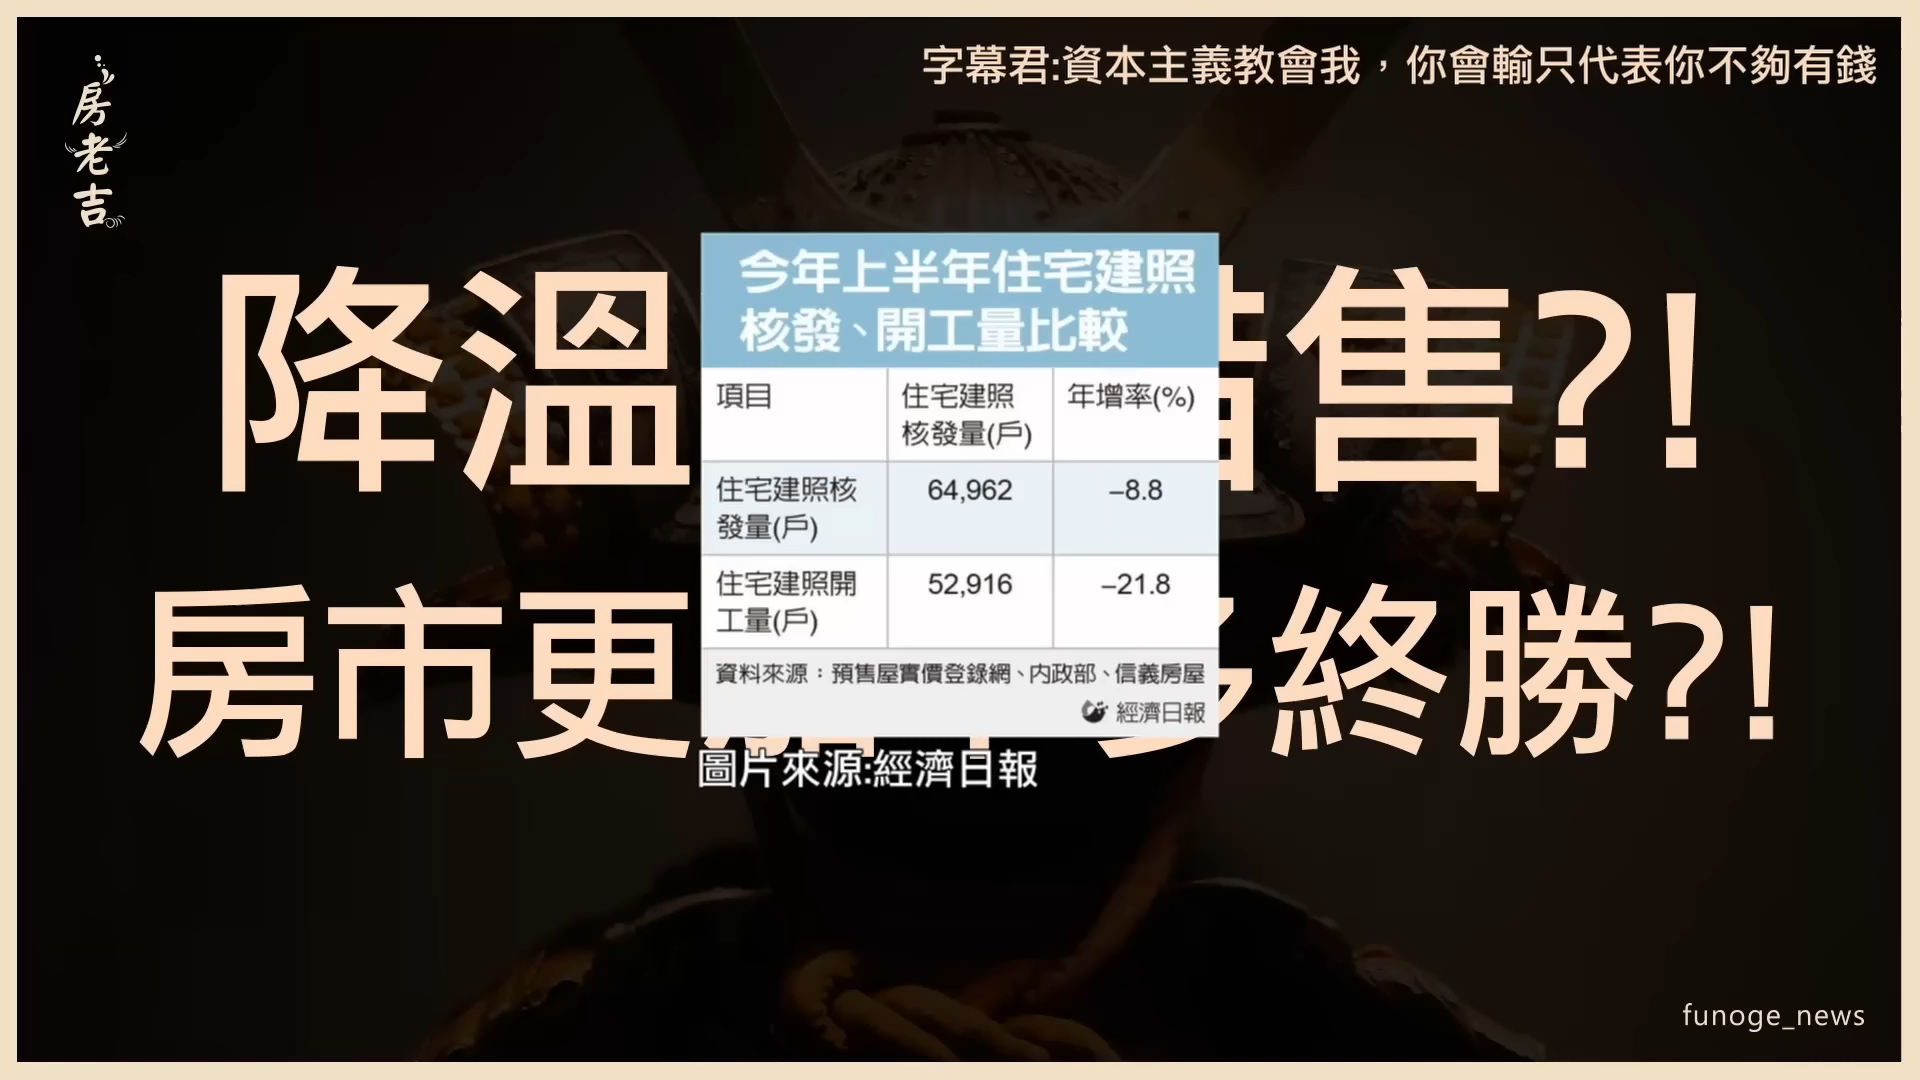 房老吉
字幕君:資本主義教會我，你會輸只代表你不夠有錢
降溫
售?!
房市更
終勝?!
今年上半年住宅建照
核發、開工量比較
項目
住宅建照
核發量(戶)
年增率(%)
住宅建照核
發量(戶)
64,962
–8.8
住宅建照開
工量(戶)
52,916
–21.8
資料來源：預售屋實價登錄網、內政部、信義房屋
經濟日報
圖片來源:經濟日報
funoge_news